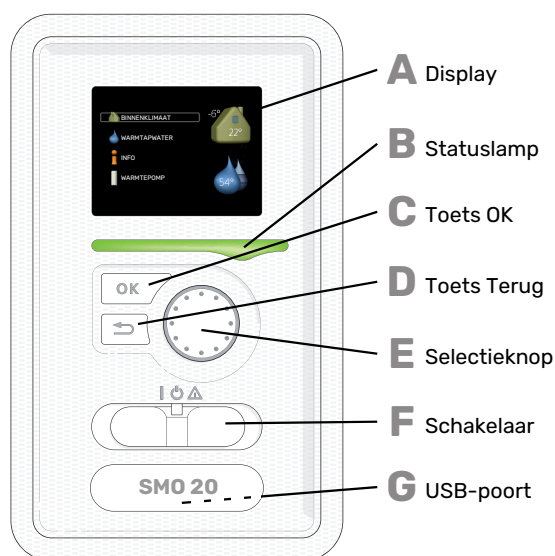 BINNENKLIMAAT
WARMTAPWATER
INFO
WARMTEPOMP
-6°
22°
54°
OK
SMO 20
A Display
B Statuslamp
C Toets OK
D Toets Terug
E Selectieknop
F Schakelaar
G USB-poort